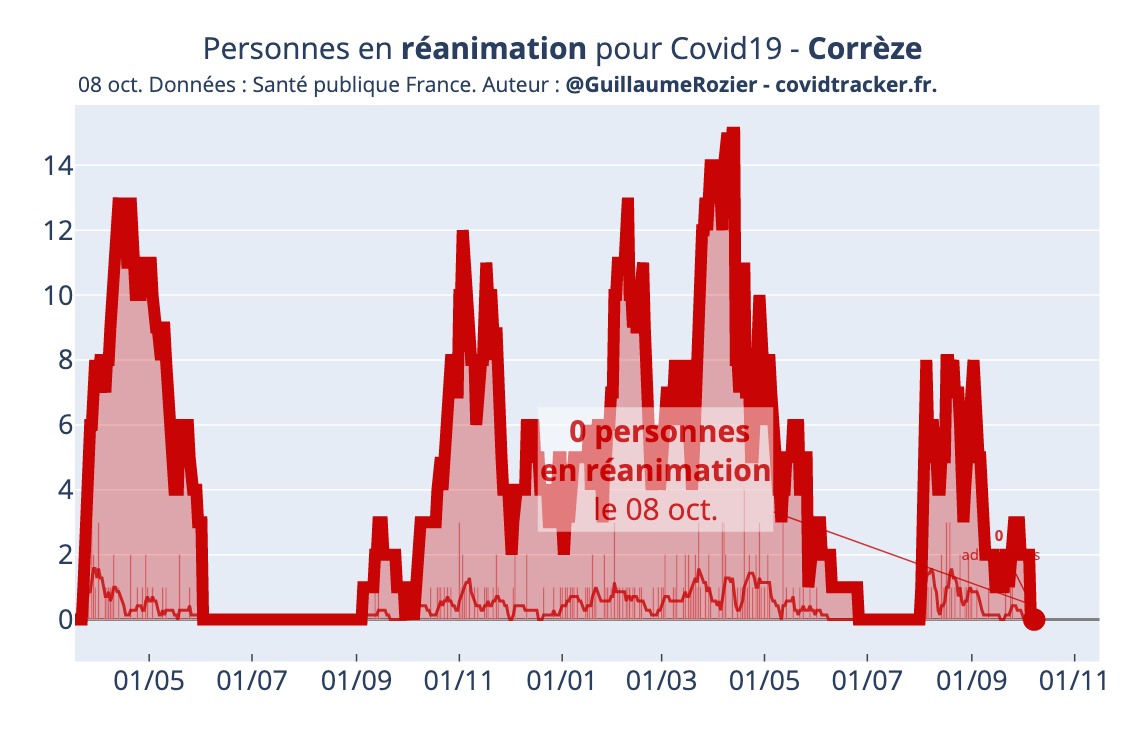 Personnes en réanimation pour Covid19 - Corrèze
08 oct. Données : Santé publique France. Auteur : @GuillaumeRozier - covidtracker.fr.
14
12
10
8
6
4
2
0
0 personnes
en réanimation
le 08 oct.
0
01/05 01/07 01/09 01/11 01/01 01/03 01/05 01/07 01/09 01/11